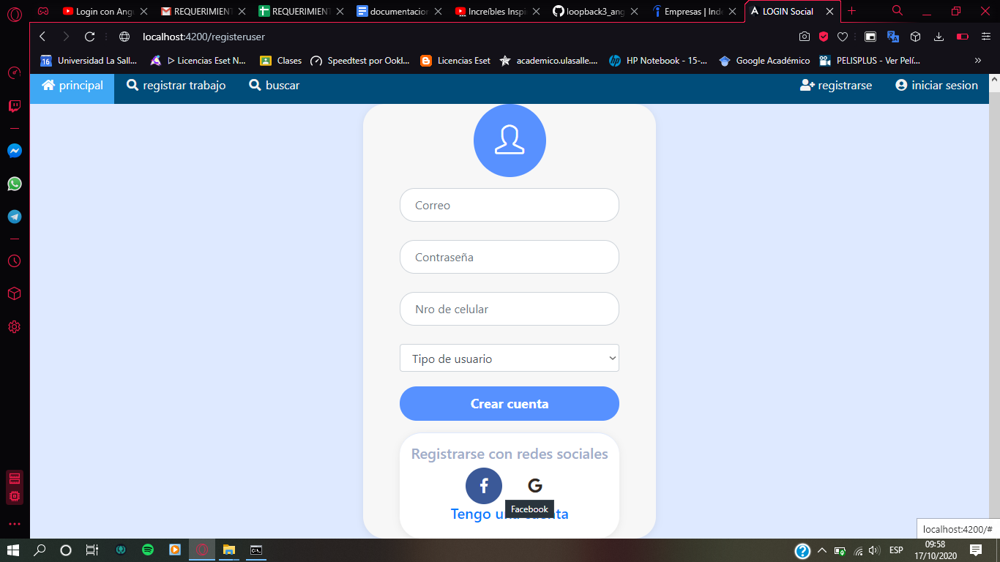 Login con Ang
REQUERIMIENT
REQUERIMIENT
documentacion
Increíbles Inspi
loopback3_ang
Empresas | Inde
LOGIN Social
localhost:4200/registeruser
Universidad La Sall...
ᐅ Licencias Eset N...
Clases
Speedtest por Ookl...
Licencias Eset
academico.ulasalle....
HP Notebook - 15-...
Google Académico
PELISPLUS - Ver Pelí...
»
principal
registrar trabajo
buscar
registrarse
iniciar sesion
Correo
Contraseña
Nro de celular
Tipo de usuario
Crear cuenta
Registrarse con redes sociales
Facebook
Tengo una cuenta
localhost:4200/#
ESP
09:58
17/10/2020